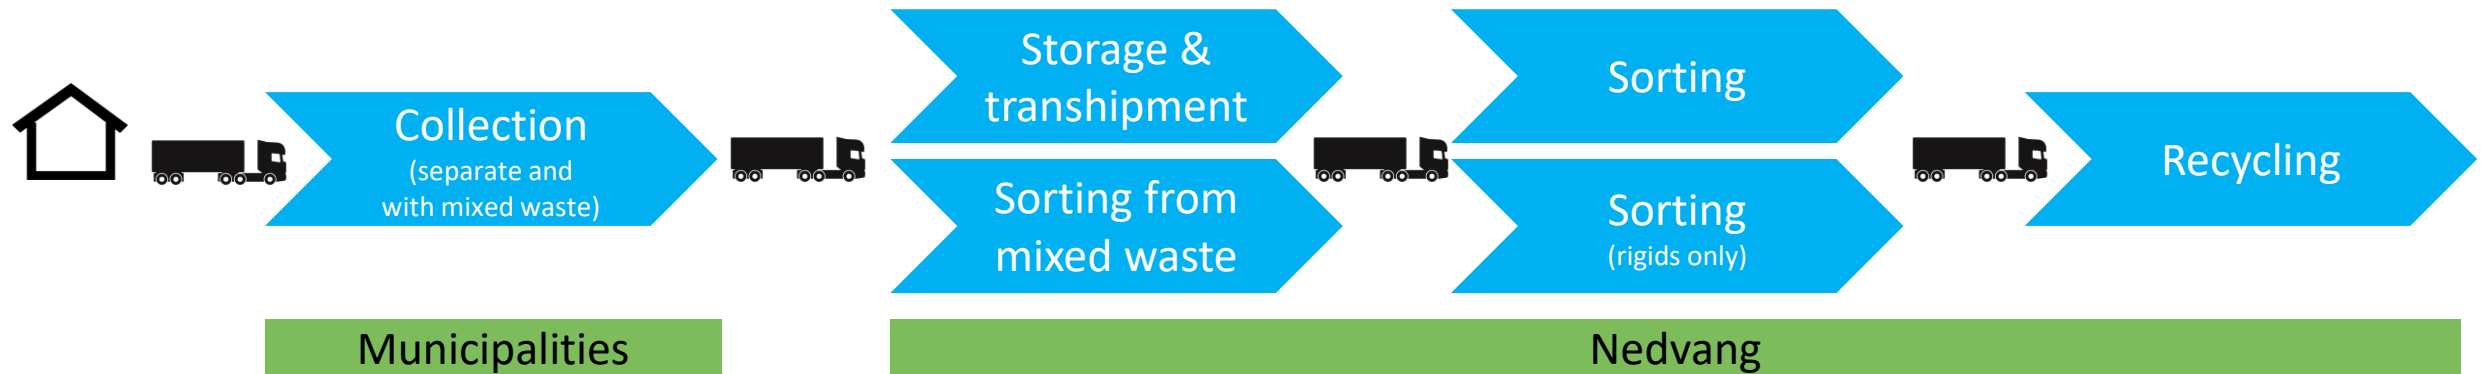 Collection
(separate and
with mixed waste)
Storage &
transhipment
Sorting from
mixed waste
Sorting
Sorting
(rigids only)
Recycling
Municipalities
Nedvang